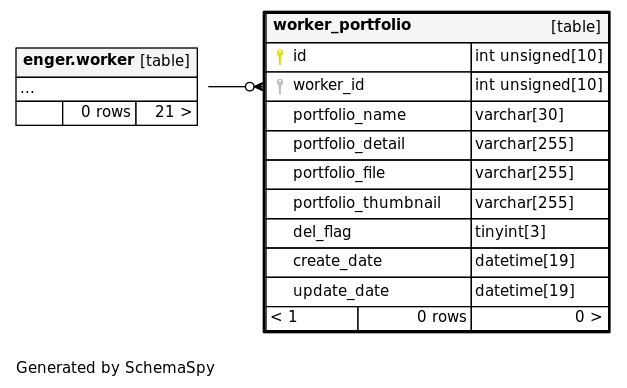 enger.worker [table]
...
0 rows 21 >
worker_portfolio [table]
id int unsigned[10]
worker_id int unsigned[10]
portfolio_name varchar[30]
portfolio_detail varchar[255]
portfolio_file varchar[255]
portfolio_thumbnail varchar[255]
del_flag tinyint[3]
create_date datetime[19]
update_date datetime[19]
< 1 0 rows 0 >
Generated by SchemaSpy